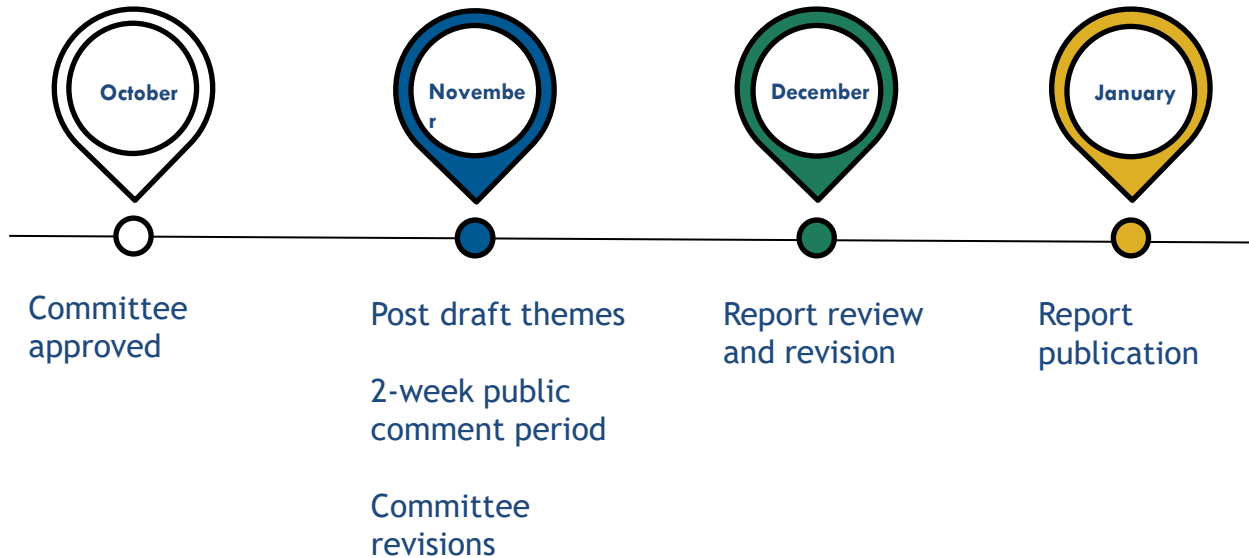 October
Novembe
r
December
January
Committee
approved
Post draft themes
2-week public
comment period
Committee
revisions
Report review
and revision
Report
publication